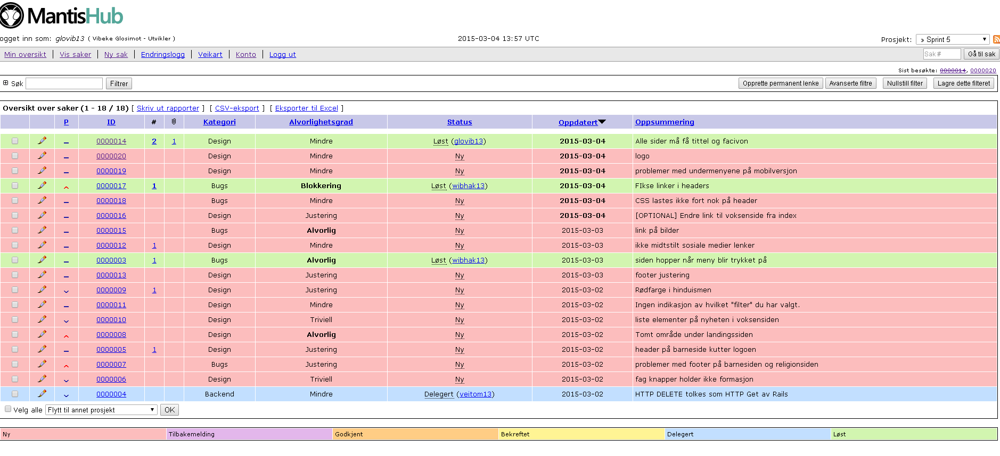 MantisHub
ogget inn som: glovib13 ( Vibeke Glosimot - Utvikler )
2015-03-04 13:57 UTC
Prosjekt: » Sprint 5
Min oversikt | Vis saker | Ny sak | Endringslogg | Veikart | Konto | Logg ut
Sak# Gå til sak
Sist besøkte: 0000014, 0000020
Søk Filtrer Opprette permanent lenke Avanserte filtre Nullstill filter Lagre dette filteret
Oversikt over saker (1 - 18 / 18) [ Skriv ut rapporter ] [ CSV-eksport ] [ Eksporter til Excel ]
P ID # Kategori Alvorlighetsgrad Status Oppdatert Oppsummering
0000014 2 1 Design Mindre Løst (glovib13) 2015-03-04 Alle sider må få tittel og facivon
0000020 Design Mindre Ny 2015-03-04 logo
0000019 Design Mindre Ny 2015-03-04 problemer med undermenyene på mobilversjon
0000017 1 Bugs Blokkering Løst (wibhak13) 2015-03-04 FIkse linker i headers
0000018 Bugs Mindre Ny 2015-03-04 CSS lastes ikke fort nok på header
0000016 Design Justering Ny 2015-03-04 [OPTIONAL] Endre link til voksenside fra index
0000015 Bugs Alvorlig Ny 2015-03-03 link på bilder
0000012 1 Design Mindre Ny 2015-03-03 ikke midtstilt sosiale medier lenker
0000003 1 Bugs Alvorlig Løst (wibhak13) 2015-03-03 siden hopper når meny blir trykket på
0000013 Design Justering Ny 2015-03-03 footer justering
0000009 1 Design Justering Ny 2015-03-02 Rødfarge i hinduismen
0000011 Design Mindre Ny 2015-03-02 Ingen indikasjon av hvilket "filter" du har valgt.
0000010 Design Triviell Ny 2015-03-02 liste elementer på nyheten i voksensiden
0000008 Design Alvorlig Ny 2015-03-02 Tomt område under landingssiden
0000005 1 Design Justering Ny 2015-03-02 header på barneside kutter logoen
0000007 Bugs Justering Ny 2015-03-02 problemer med footer på barnesiden og religionsiden
0000006 Design Triviell Ny 2015-03-02 fag knapper holder ikke formasjon
0000004 Backend Mindre Delegert (veitom13) 2015-03-02 HTTP DELETE tolkes som HTTP Get av Rails
Velg alle Flytt til annet prosjekt OK
Ny Tilbakemelding Godkjent Bekreftet Delegert Løst